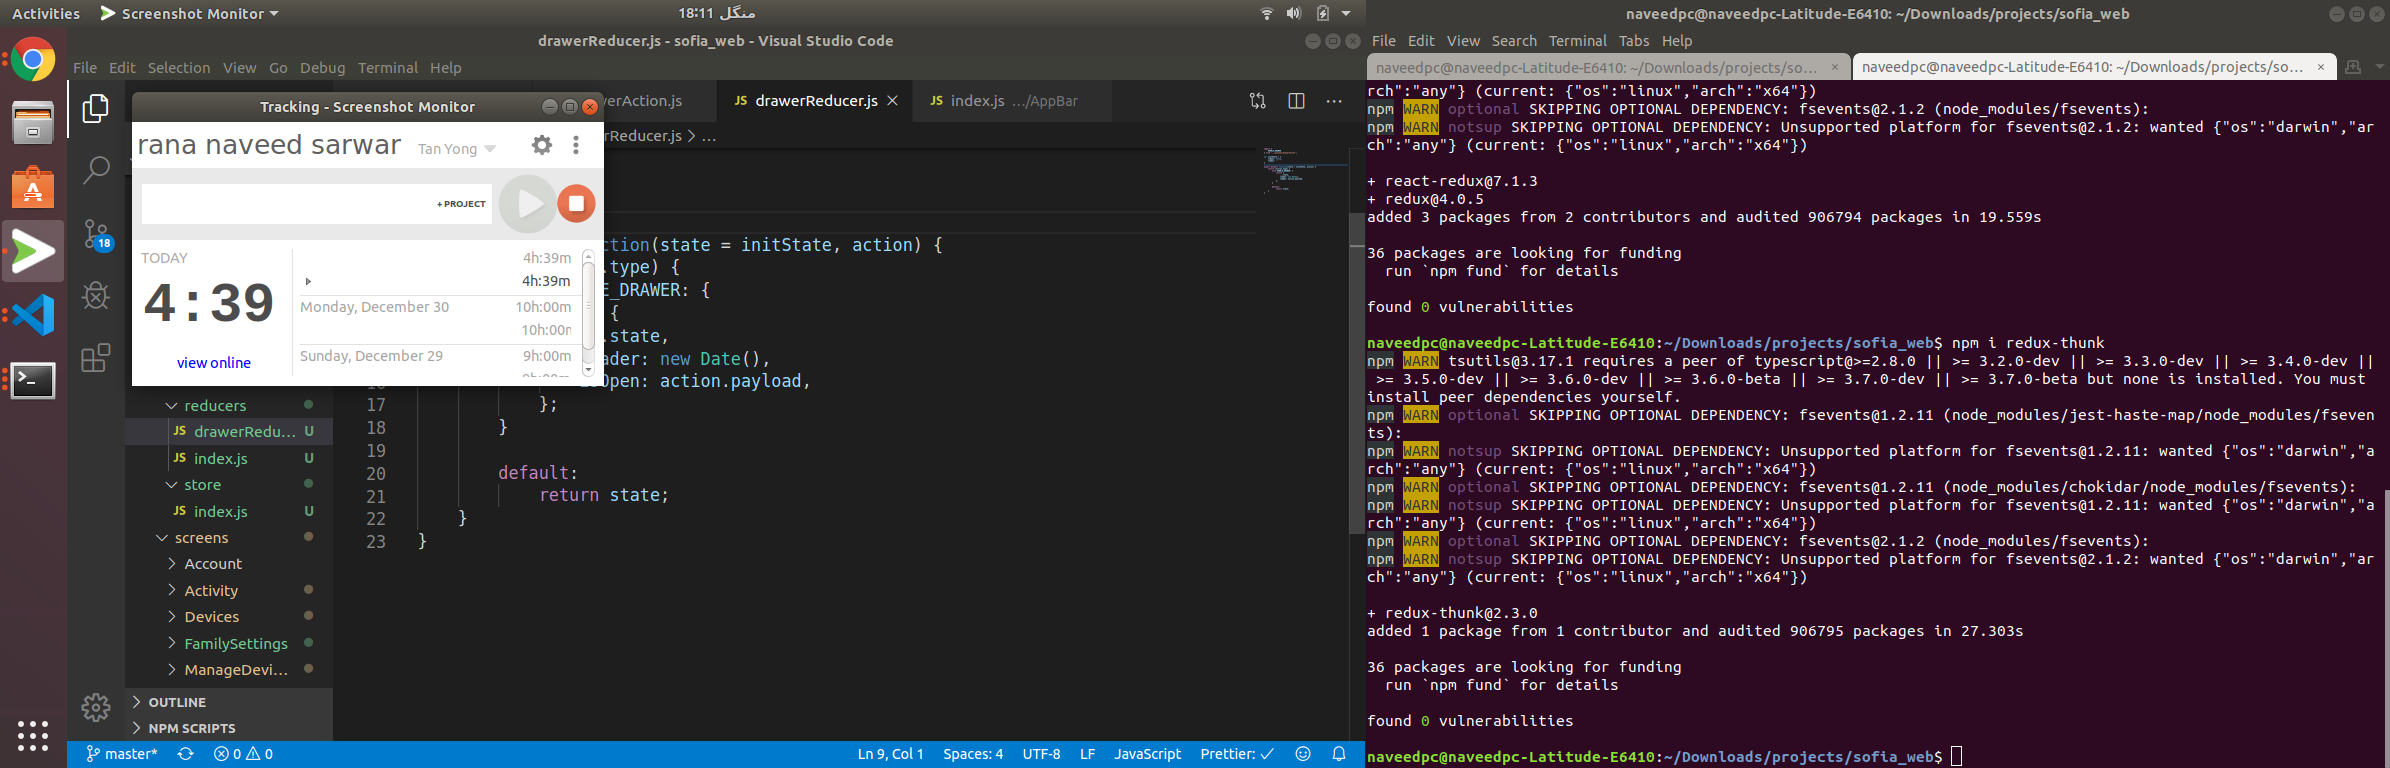 Activities
Screenshot Monitor
منگل 18:11
drawerReducer.js - sofia_web - Visual Studio Code
File Edit Selection View Go Debug Terminal Help
Tracking - Screenshot Monitor
rana naveed sarwar
Tan Yong
+ PROJECT
TODAY
4:39
view online
4h:39m
4h:39m
Monday, December 30 10h:00m
10h:00m
Sunday, December 29 9h:00m
erAction.js
JS drawerReducer.js
JS index.js .../AppBar
rReducer.js > ...
18
ction(state = initState, action) {
.type) {
E_DRAWER: {
{
.state,
ader: new Date(),
Open: action.payload,
17 };
18 }
19
20 default:
21 return state;
22 }
23 }
reducers
JS drawerRedu... U
JS index.js U
store
JS index.js U
screens
Account
Activity
Devices
FamilySettings
ManageDevi...
OUTLINE
NPM SCRIPTS
master*
0 0
Ln 9, Col 1 Spaces: 4 UTF-8 LF JavaScript Prettier: ✓
naveedpc@naveedpc-Latitude-E6410: ~/Downloads/projects/sofia_web
File Edit View Search Terminal Tabs Help
naveedpc@naveedpc-Latitude-E6410: ~/Downloads/projects/so...
naveedpc@naveedpc-Latitude-E6410: ~/Downloads/projects/so...
rch":"any"} (current: {"os":"linux","arch":"x64"})
npm WARN optional SKIPPING OPTIONAL DEPENDENCY: fsevents@2.1.2 (node_modules/fsevents):
npm WARN notsup SKIPPING OPTIONAL DEPENDENCY: Unsupported platform for fsevents@2.1.2: wanted {"os":"darwin","ar
ch":"any"} (current: {"os":"linux","arch":"x64"})
+ react-redux@7.1.3
+ redux@4.0.5
added 3 packages from 2 contributors and audited 906794 packages in 19.559s
36 packages are looking for funding
run `npm fund` for details
found 0 vulnerabilities
naveedpc@naveedpc-Latitude-E6410:~/Downloads/projects/sofia_web$ npm i redux-thunk
npm WARN tsutils@3.17.1 requires a peer of typescript@>=2.8.0 || >= 3.2.0-dev || >= 3.3.0-dev || >= 3.4.0-dev ||
>= 3.5.0-dev || >= 3.6.0-dev || >= 3.6.0-beta || >= 3.7.0-dev || >= 3.7.0-beta but none is installed. You must
install peer dependencies yourself.
npm WARN optional SKIPPING OPTIONAL DEPENDENCY: fsevents@1.2.11 (node_modules/jest-haste-map/node_modules/fseven
ts):
npm WARN notsup SKIPPING OPTIONAL DEPENDENCY: Unsupported platform for fsevents@1.2.11: wanted {"os":"darwin","a
rch":"any"} (current: {"os":"linux","arch":"x64"})
npm WARN optional SKIPPING OPTIONAL DEPENDENCY: fsevents@1.2.11 (node_modules/chokidar/node_modules/fsevents):
npm WARN notsup SKIPPING OPTIONAL DEPENDENCY: Unsupported platform for fsevents@1.2.11: wanted {"os":"darwin","a
rch":"any"} (current: {"os":"linux","arch":"x64"})
npm WARN optional SKIPPING OPTIONAL DEPENDENCY: fsevents@2.1.2 (node_modules/fsevents):
npm WARN notsup SKIPPING OPTIONAL DEPENDENCY: Unsupported platform for fsevents@2.1.2: wanted {"os":"darwin","ar
ch":"any"} (current: {"os":"linux","arch":"x64"})
+ redux-thunk@2.3.0
added 1 package from 1 contributor and audited 906795 packages in 27.303s
36 packages are looking for funding
run `npm fund` for details
found 0 vulnerabilities
naveedpc@naveedpc-Latitude-E6410:~/Downloads/projects/sofia_web$